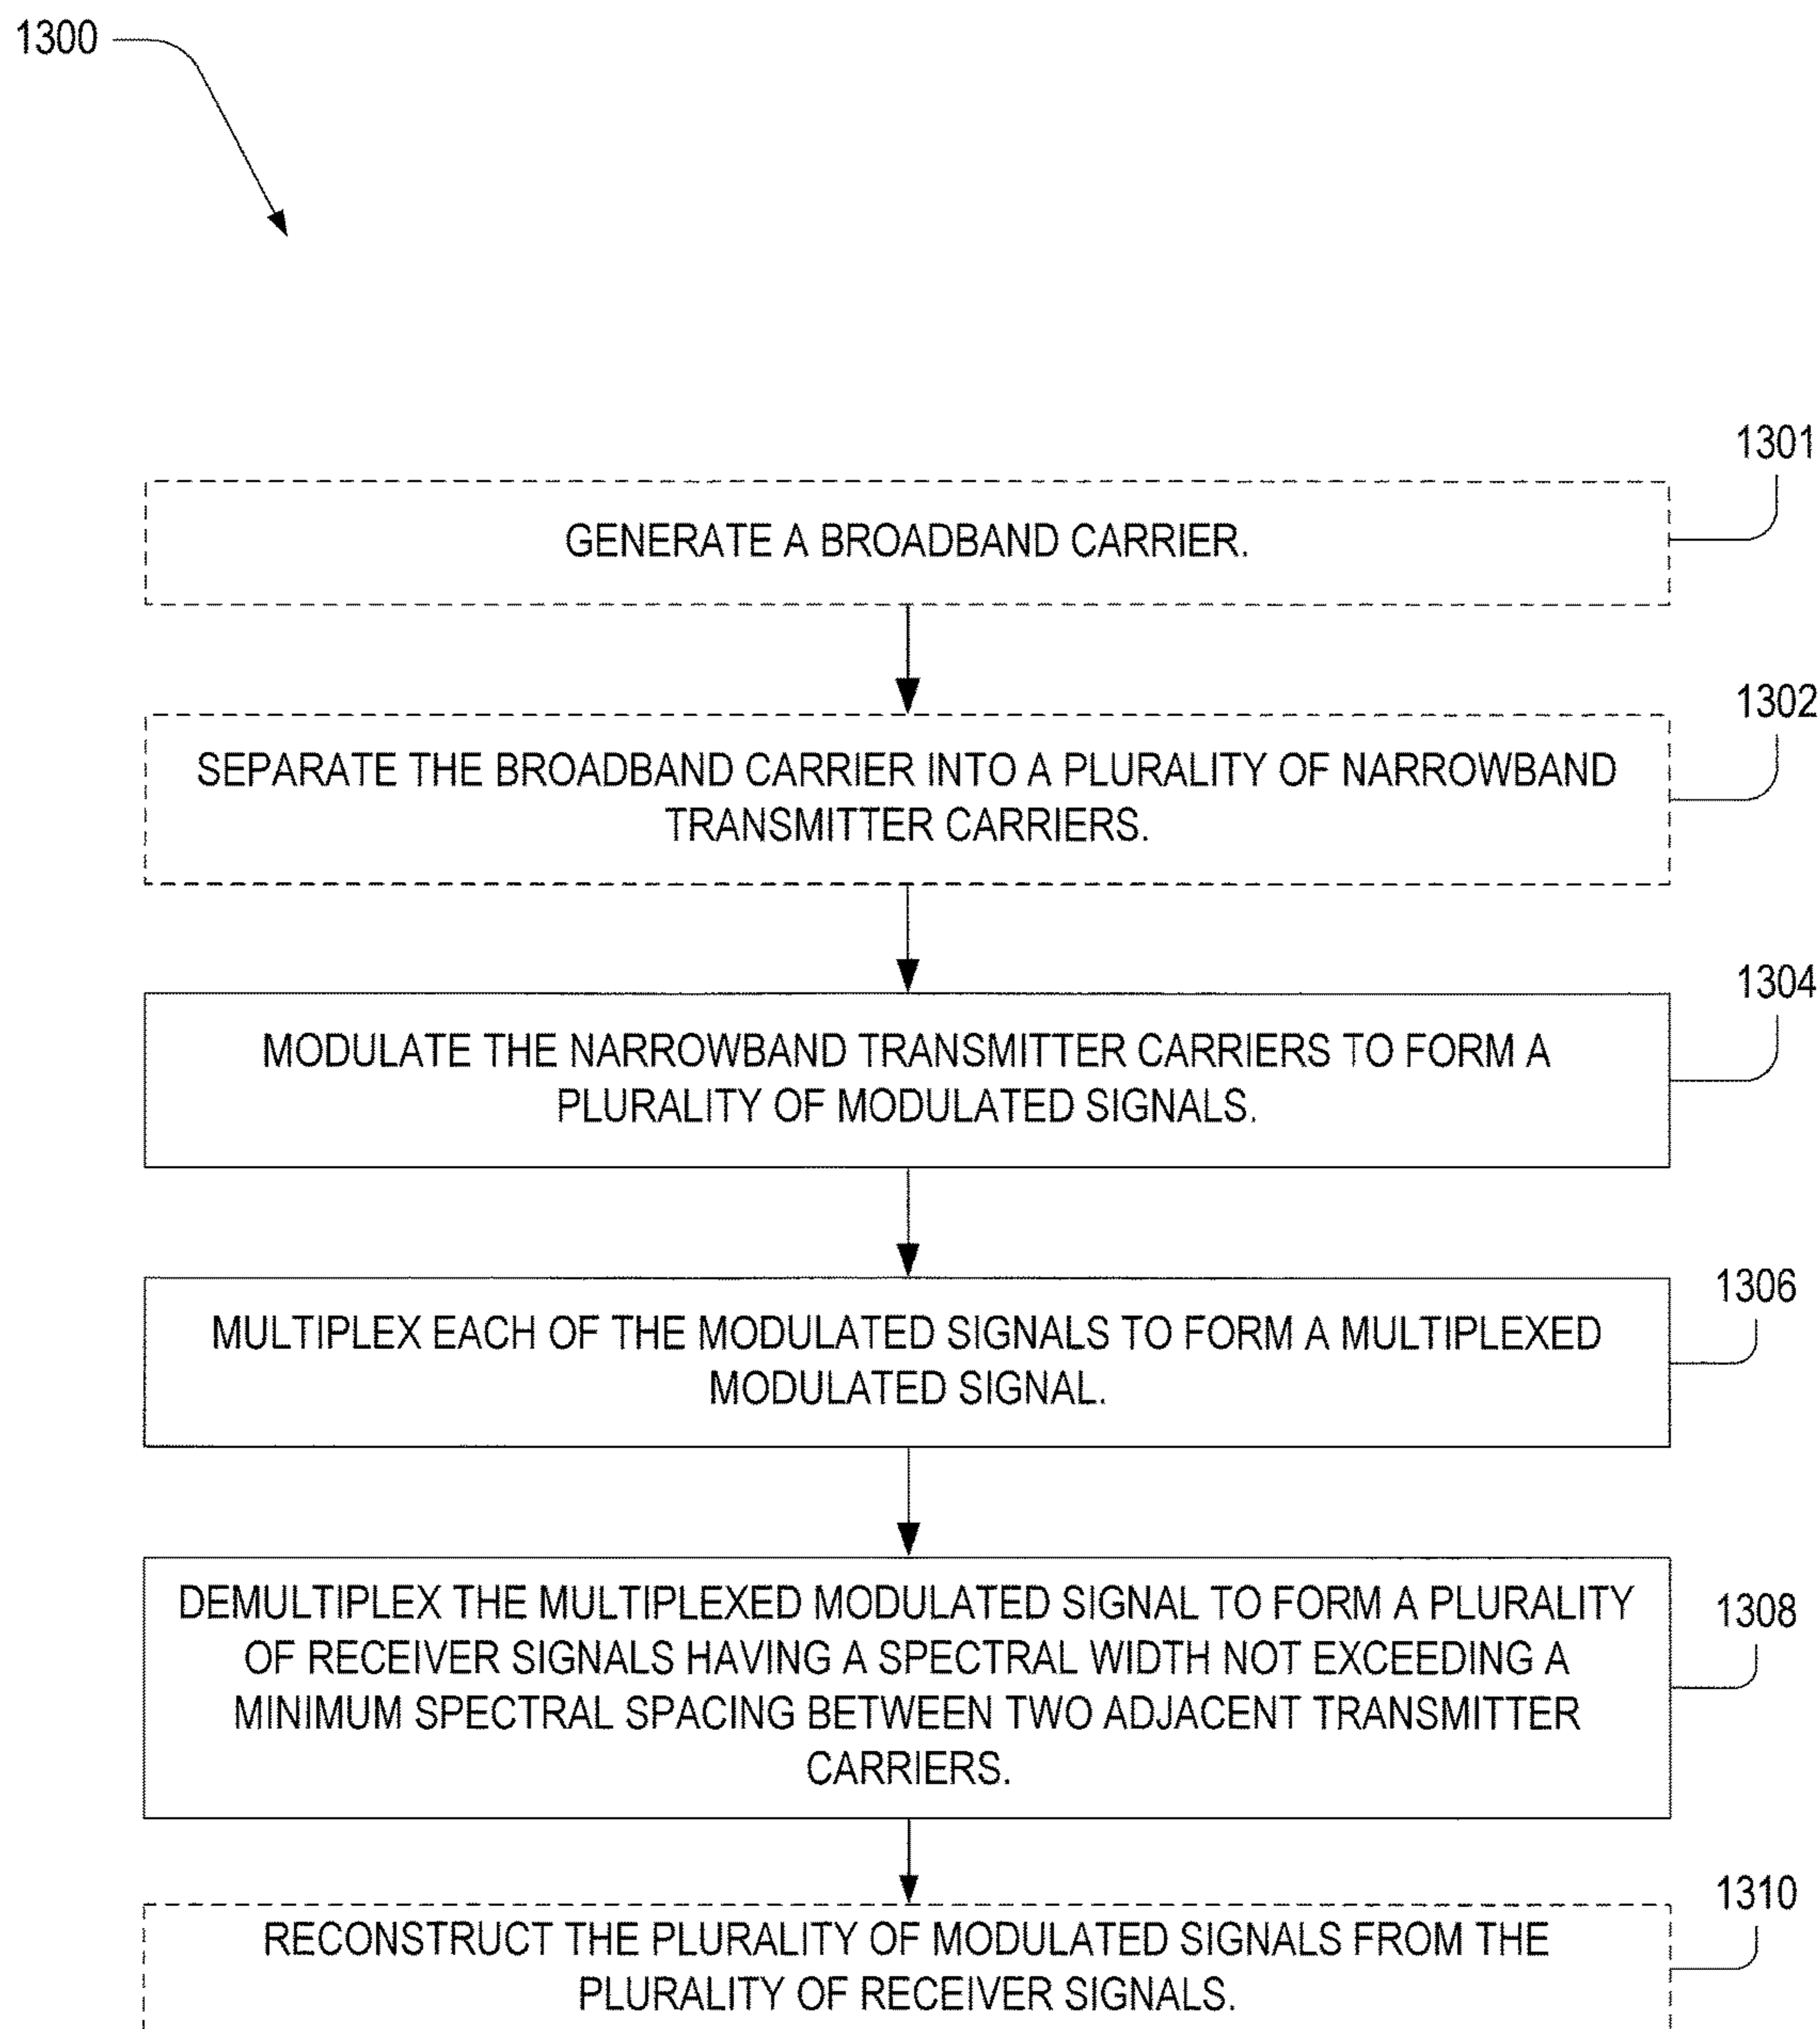 1300
1301
GENERATE A BROADBAND CARRIER.
1302
SEPARATE THE BROADBAND CARRIER INTO A PLURALITY OF NARROWBAND
TRANSMITTER CARRIERS.
1304
MODULATE THE NARROWBAND TRANSMITTER CARRIERS TO FORM A
PLURALITY OF MODULATED SIGNALS.
1306
MULTIPLEX EACH OF THE MODULATED SIGNALS TO FORM A MULTIPLEXED
MODULATED SIGNAL.
1308
DEMULTIPLEX THE MULTIPLEXED MODULATED SIGNAL TO FORM A PLURALITY
OF RECEIVER SIGNALS HAVING A SPECTRAL WIDTH NOT EXCEEDING A
MINIMUM SPECTRAL SPACING BETWEEN TWO ADJACENT TRANSMITTER
CARRIERS.
1310
RECONSTRUCT THE PLURALITY OF MODULATED SIGNALS FROM THE
PLURALITY OF RECEIVER SIGNALS.